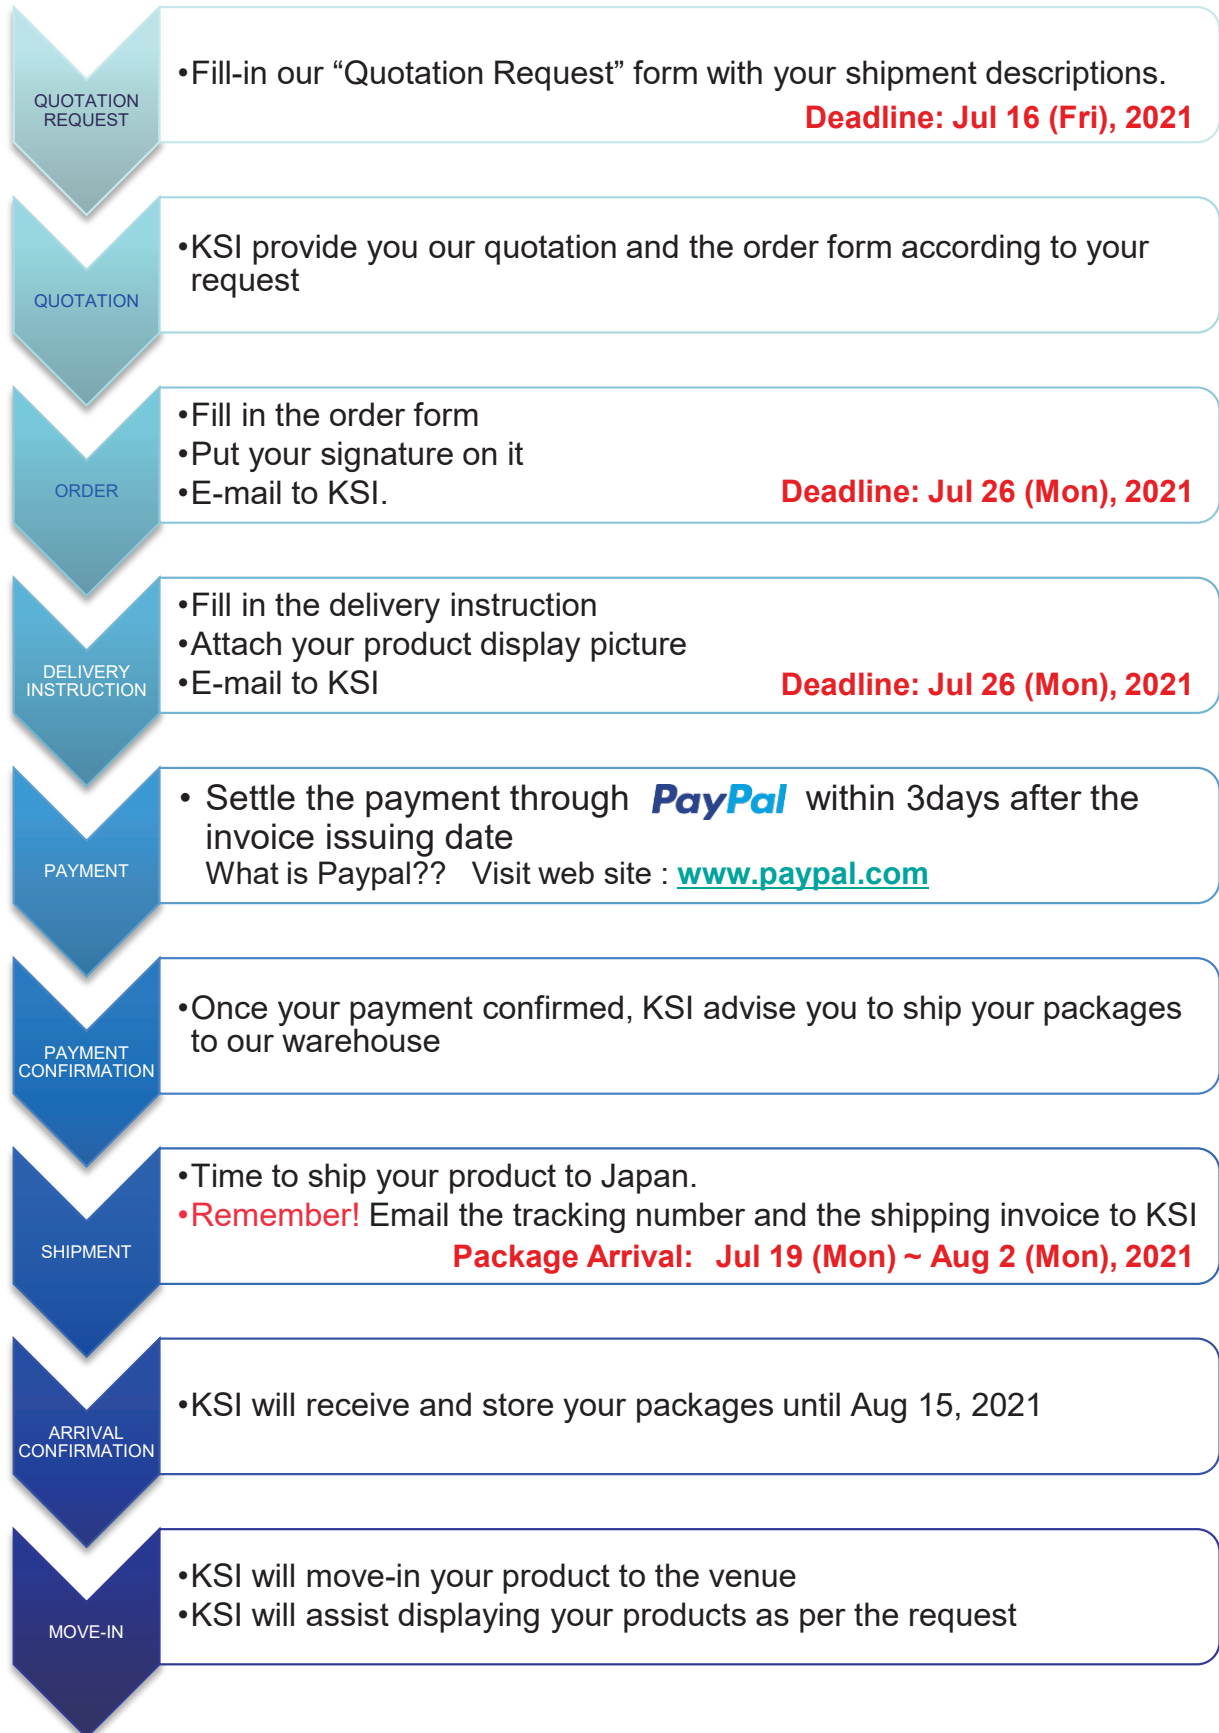 QUOTATION
REQUEST
•Fill-in our “Quotation Request” form with your shipment descriptions.
Deadline: Jul 16 (Fri), 2021
QUOTATION
•KSI provide you our quotation and the order form according to your
request
ORDER
•Fill in the order form
•Put your signature on it
•E-mail to KSI.
Deadline: Jul 26 (Mon), 2021
DELIVERY
INSTRUCTION
•Fill in the delivery instruction
•Attach your product display picture
•E-mail to KSI
Deadline: Jul 26 (Mon), 2021
PAYMENT
• Settle the payment through PayPal within 3days after the
invoice issuing date
What is Paypal?? Visit web site : www.paypal.com
PAYMENT
CONFIRMATION
•Once your payment confirmed, KSI advise you to ship your packages
to our warehouse
SHIPMENT
•Time to ship your product to Japan.
•Remember! Email the tracking number and the shipping invoice to KSI
Package Arrival: Jul 19 (Mon) ~ Aug 2 (Mon), 2021
ARRIVAL
CONFIRMATION
•KSI will receive and store your packages until Aug 15, 2021
MOVE-IN
•KSI will move-in your product to the venue
•KSI will assist displaying your products as per the request